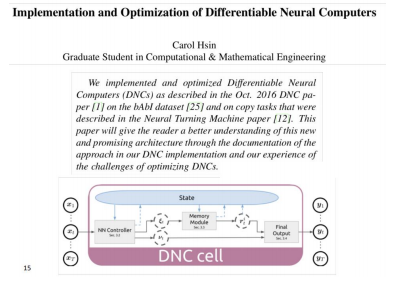 Implementation and Optimization of Differentiable Neural Computers
Carol Hsin
Graduate Student in Computational & Mathematical Engineering
We implemented and optimized Differentiable Neural
Computers (DNCs) as described in the Oct. 2016 DNC pa-
per [1] on the bAbI dataset [25] and on copy tasks that were
described in the Neural Turning Machine paper [12]. This
paper will give the reader a better understanding of this new
and promising architecture through the documentation of the
approach in our DNC implementation and our experience of
the challenges of optimizing DNCs.
State
x₁
y₁
NN Controller
Memory
Module
Final
Output
DNC cell
15